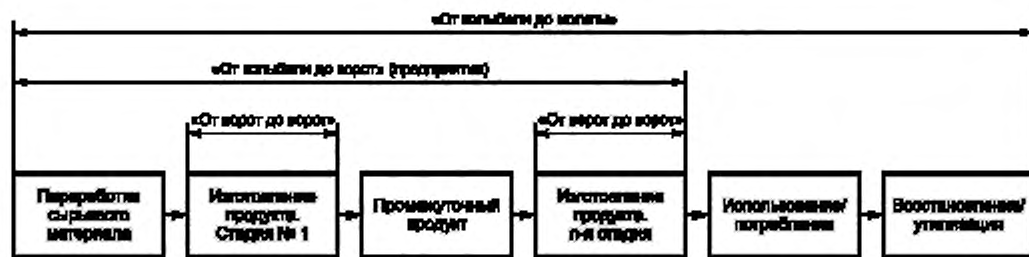 «От колыбели до могилы»
«От колыбели до ворот» (предприятия)
«От ворот до ворот»
«От ворот до ворот»
Переработка
сырьевого
материала
Изготовление
продукта.
Стадия № 1
Промежуточный
продукт
Изготовление
продукта.
n-я стадия
Использование/
потребление
Восстановление/
утилизация